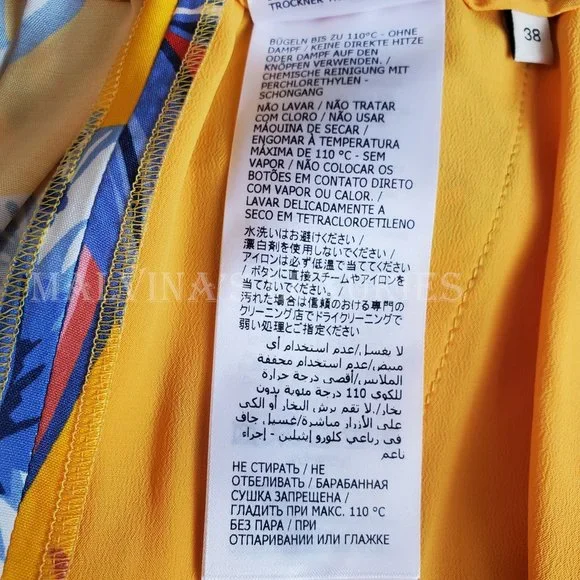 TROCKNER
38
BÜGELN BIS ZU 110°C - OHNE
DAMPF / KEINE DIREKTE HITZE
ODER DAMPF AUF DEN
KNÖPFEN VERWENDEN. /
CHEMISCHE REINIGUNG MIT
PERCHLORETHYLEN -
SCHONGANG
NÃO LAVAR / NÃO TRATAR
COM CLORO / NÃO USAR
MÁQUINA DE SECAR /
ENGOMAR À TEMPERATURA
MÁXIMA DE 110 °C - SEM
VAPOR / NÃO COLOCAR OS
BOTÕES EM CONTATO DIRETO
COM VAPOR OU CALOR. /
LAVAR DELICADAMENTE A
SECO EM TETRACLOROETILENO
水洗いはお避けください/
漂白剤を使用しないでください/
アイロンは必ず低温で当ててください
/ ボタンに直接スチームやアイロンを
当てないでください/
汚れた場合は信頼のおける専門の
クリーニング店でドライクリーニングで
弱い処理とご指定ください
لا يغسل/عدم استخدام أي
مبيض/عدم استخدام مجففة
الملابس/أقصى درجة حرارة
للكوي 110 درجة مئوية بدون
بخار/.لا تقم برش البخار أو الكي
على الأزرار مباشرة/غسيل جاف
في رباعي كلورو إيثيلين - إجراء
ناعم
НЕ СТИРАТЬ / НЕ
ОТБЕЛИВАТЬ / БАРАБАННАЯ
СУШКА ЗАПРЕЩЕНА /
ГЛАДИТЬ ПРИ МАКС. 110 °C
БЕЗ ПАРА / ПРИ
ОТПАРИВАНИИ ИЛИ ГЛАЖКЕ